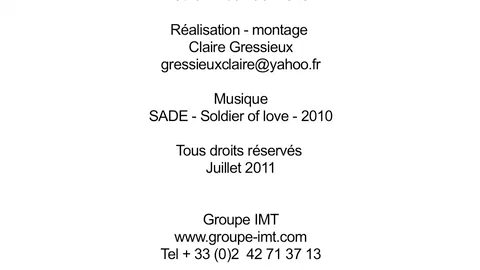 Réalisation - montage
Claire Gressieux
gressieuxclaire@yahoo.fr
Musique
SADE - Soldier of love - 2010
Tous droits réservés
Juillet 2011
Groupe IMT
www.groupe-imt.com
Tel + 33 (0)2  42 71 37 13